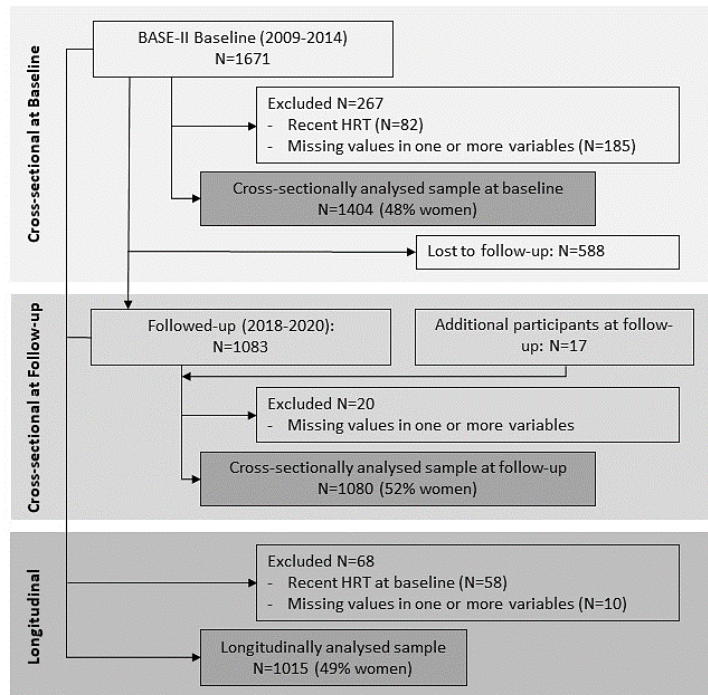 Cross-sectional at Baseline
BASE-II Baseline (2009-2014)
N=1671
Excluded N=267
- Recent HRT (N=82)
- Missing values in one or more variables (N=185)
Cross-sectionally analysed sample at baseline
N=1404 (48% women)
Lost to follow-up: N=588
Cross-sectional at Follow-up
Followed-up (2018-2020):
N=1083
Additional participants at follow-
up: N=17
Excluded N=20
- Missing values in one or more variables
Cross-sectionally analysed sample at follow-up
N=1080 (52% women)
Longitudinal
Excluded N=68
- Recent HRT at baseline (N=58)
- Missing values in one or more variables (N=10)
Longitudinally analysed sample
N=1015 (49% women)